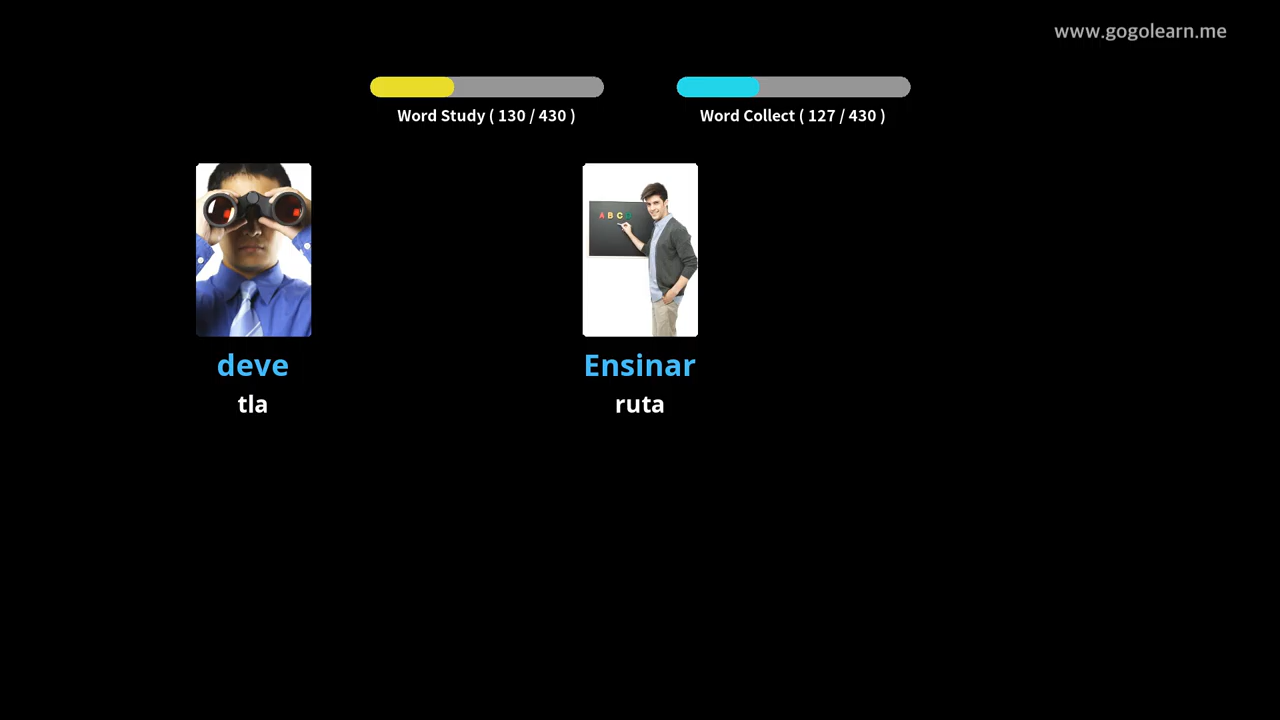 www.gogolearn.me
Word Study ( 130 / 430 )
Word Collect ( 127 / 430 )
A B C D
deve
tla
Ensinar
ruta